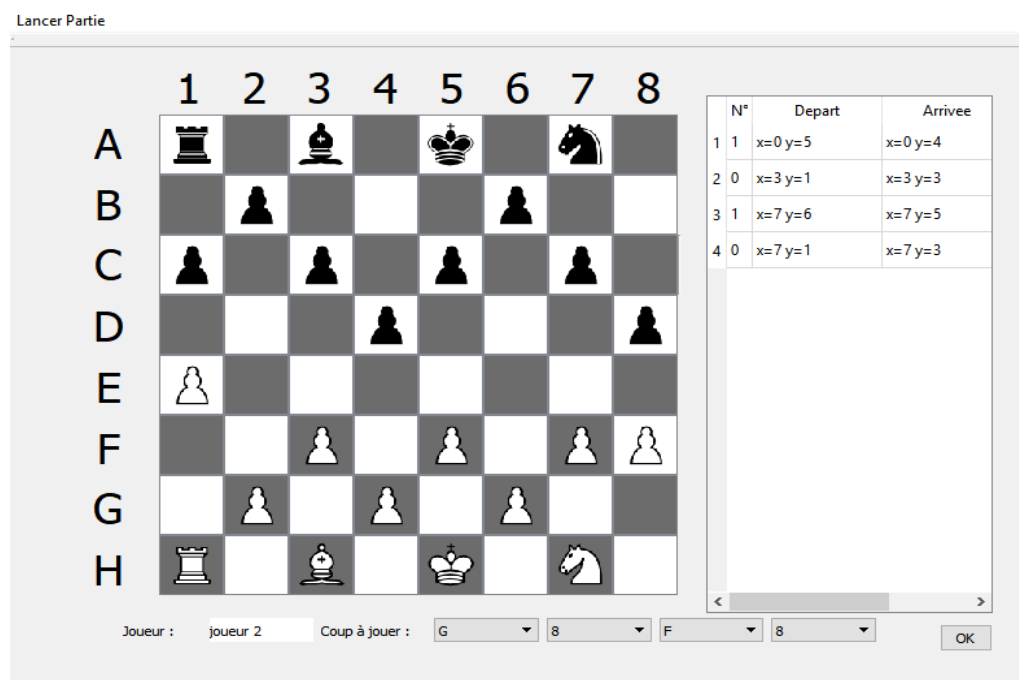 Lancer Partie
1 2 3 4 5 6 7 8
A
B
C
D
E
F
G
H
N° Depart Arrivee
1 1 x=0 y=5 x=0 y=4
2 0 x=3 y=1 x=3 y=3
3 1 x=7 y=6 x=7 y=5
4 0 x=7 y=1 x=7 y=3
Joueur : joueur 2 Coup à jouer : G 8 F 8 OK